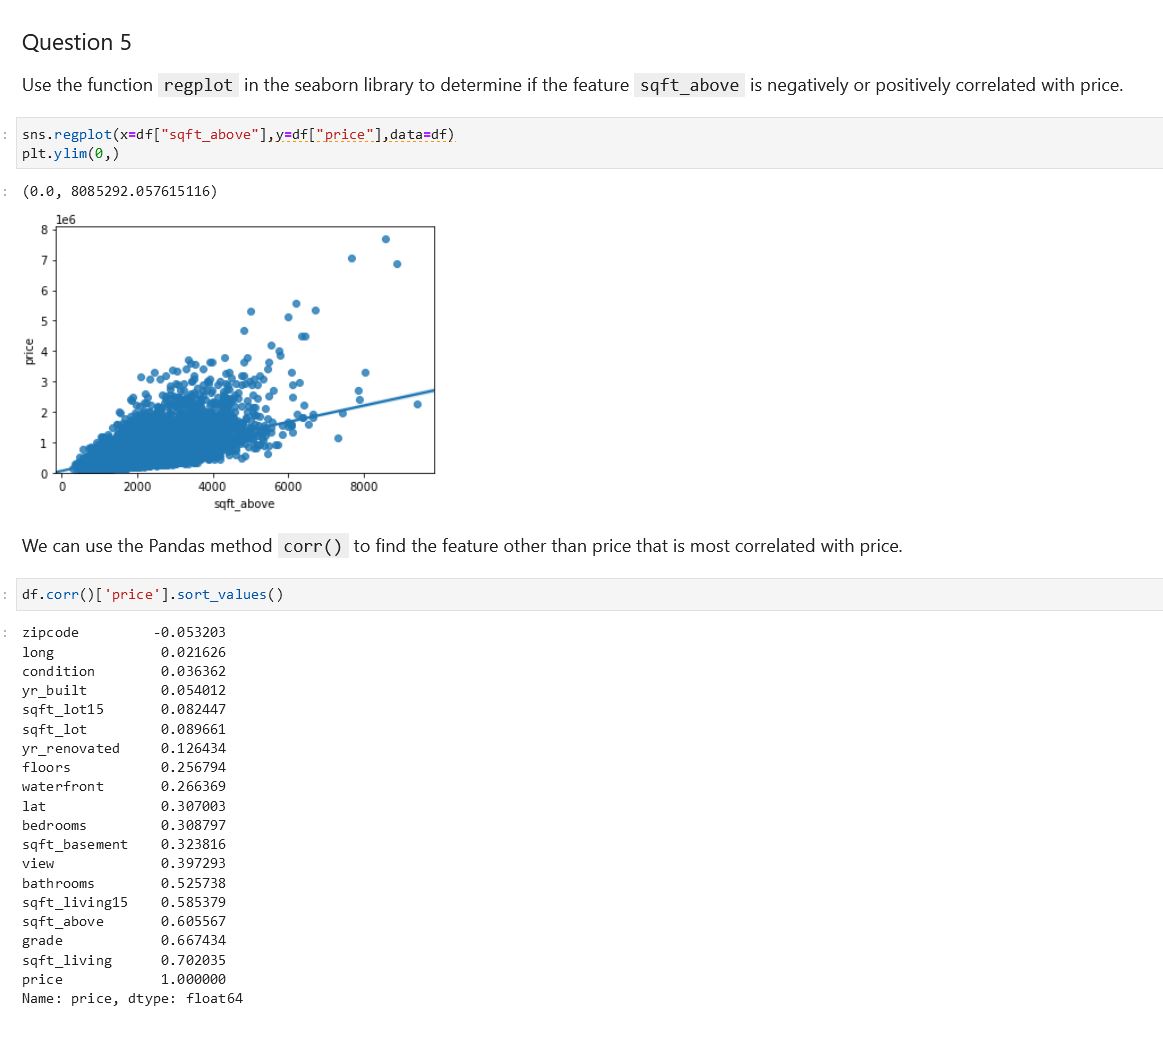 Question 5
Use the function regplot in the seaborn library to determine if the feature sqft_above is negatively or positively correlated with price.
: sns.regplot(x=df["sqft_above"],y=df["price"],data=df)
plt.ylim(0,)
: (0.0, 8085292.057615116)
1e6
8
7
6
5
4
3
2
1
0
price
0 2000 4000 6000 8000
sqft_above
We can use the Pandas method corr() to find the feature other than price that is most correlated with price.
: df.corr()['price'].sort_values()
: zipcode -0.053203
long 0.021626
condition 0.036362
yr_built 0.054012
sqft_lot15 0.082447
sqft_lot 0.089661
yr_renovated 0.126434
floors 0.256794
waterfront 0.266369
lat 0.307003
bedrooms 0.308797
sqft_basement 0.323816
view 0.397293
bathrooms 0.525738
sqft_living15 0.585379
sqft_above 0.605567
grade 0.667434
sqft_living 0.702035
price 1.000000
Name: price, dtype: float64